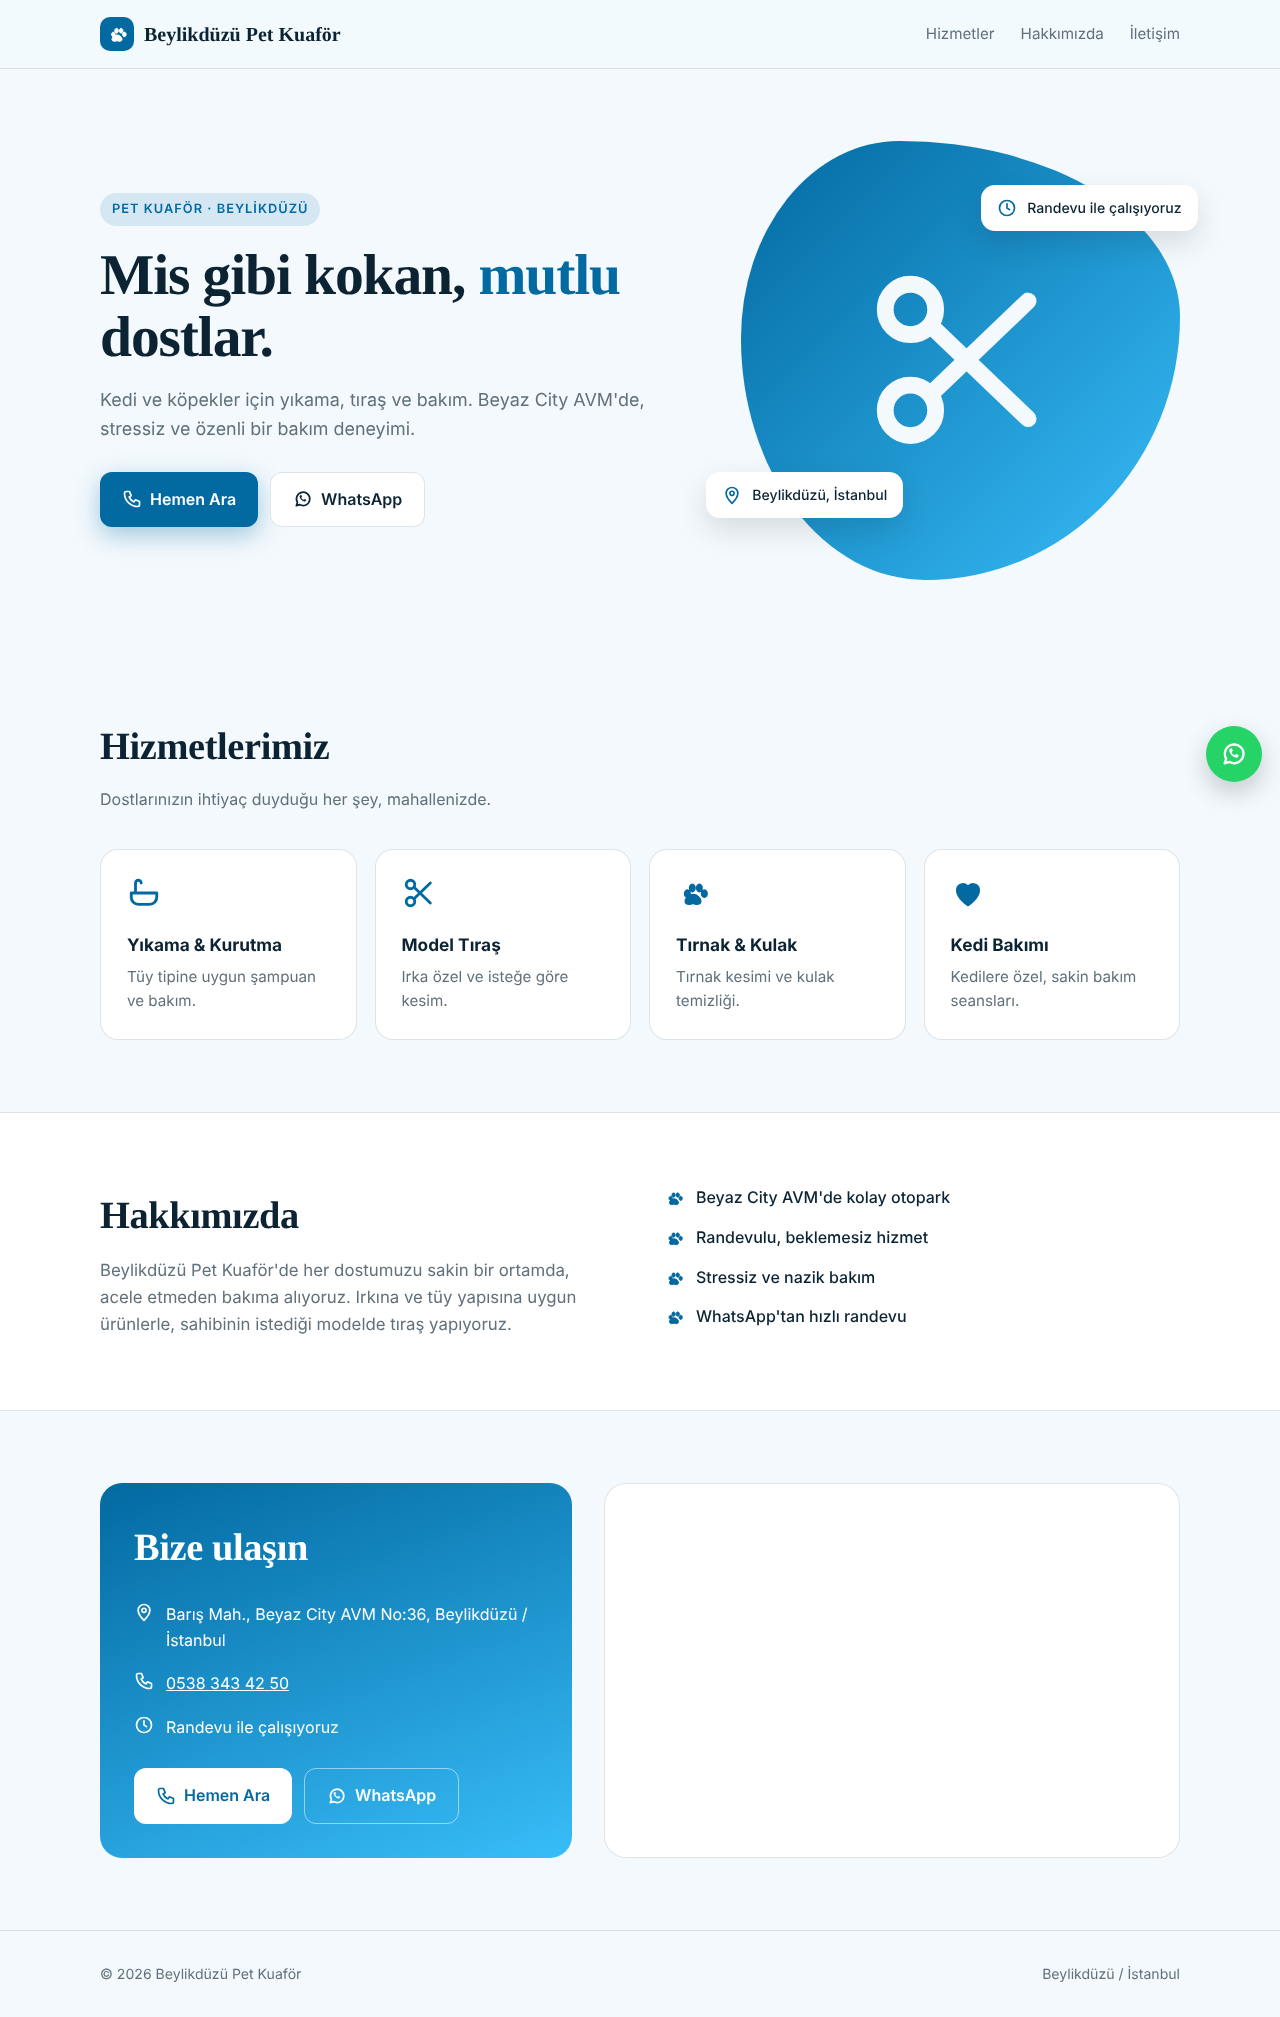 Beylikdüzü Pet Kuaför
Hizmetler
Hakkımızda
İletişim
PET KUAFÖR · BEYLİKDÜZÜ
Mis gibi kokan, mutlu
dostlar.
Kedi ve köpekler için yıkama, tıraş ve bakım. Beyaz City AVM'de,
stressiz ve özenli bir bakım deneyimi.
Hemen Ara
WhatsApp
Randevu ile çalışıyoruz
Beylikdüzü, İstanbul
Hizmetlerimiz
Dostlarınızın ihtiyaç duyduğu her şey, mahallenizde.
Yıkama & Kurutma
Tüy tipine uygun şampuan
ve bakım.
Model Tıraş
Irka özel ve isteğe göre
kesim.
Tırnak & Kulak
Tırnak kesimi ve kulak
temizliği.
Kedi Bakımı
Kedilere özel, sakin bakım
seansları.
Hakkımızda
Beylikdüzü Pet Kuaför'de her dostumuzu sakin bir ortamda,
acele etmeden bakıma alıyoruz. Irkına ve tüy yapısına uygun
ürünlerle, sahibinin istediği modelde tıraş yapıyoruz.
Beyaz City AVM'de kolay otopark
Randevulu, beklemesiz hizmet
Stressiz ve nazik bakım
WhatsApp'tan hızlı randevu
Bize ulaşın
Barış Mah., Beyaz City AVM No:36, Beylikdüzü /
İstanbul
0538 343 42 50
Randevu ile çalışıyoruz
Hemen Ara
WhatsApp
© 2026 Beylikdüzü Pet Kuaför
Beylikdüzü / İstanbul